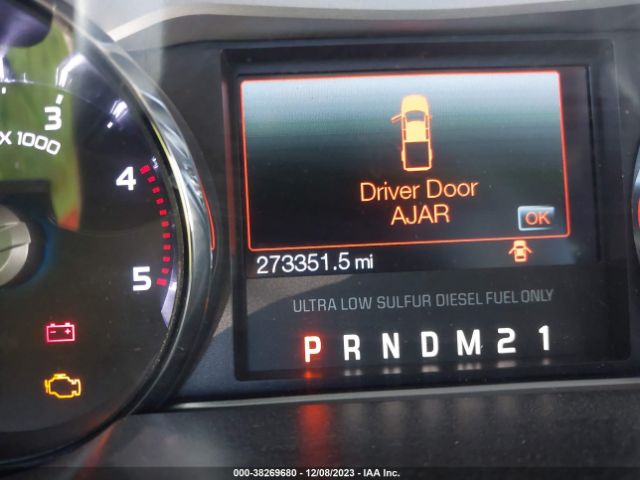 3
X 1000
4
5
Driver Door
AJAR
OK
273351.5 mi
ULTRA LOW SULFUR DIESEL FUEL ONLY
P R N D M 2 1
000-38269680 - 12/08/2023 - IAA Inc.